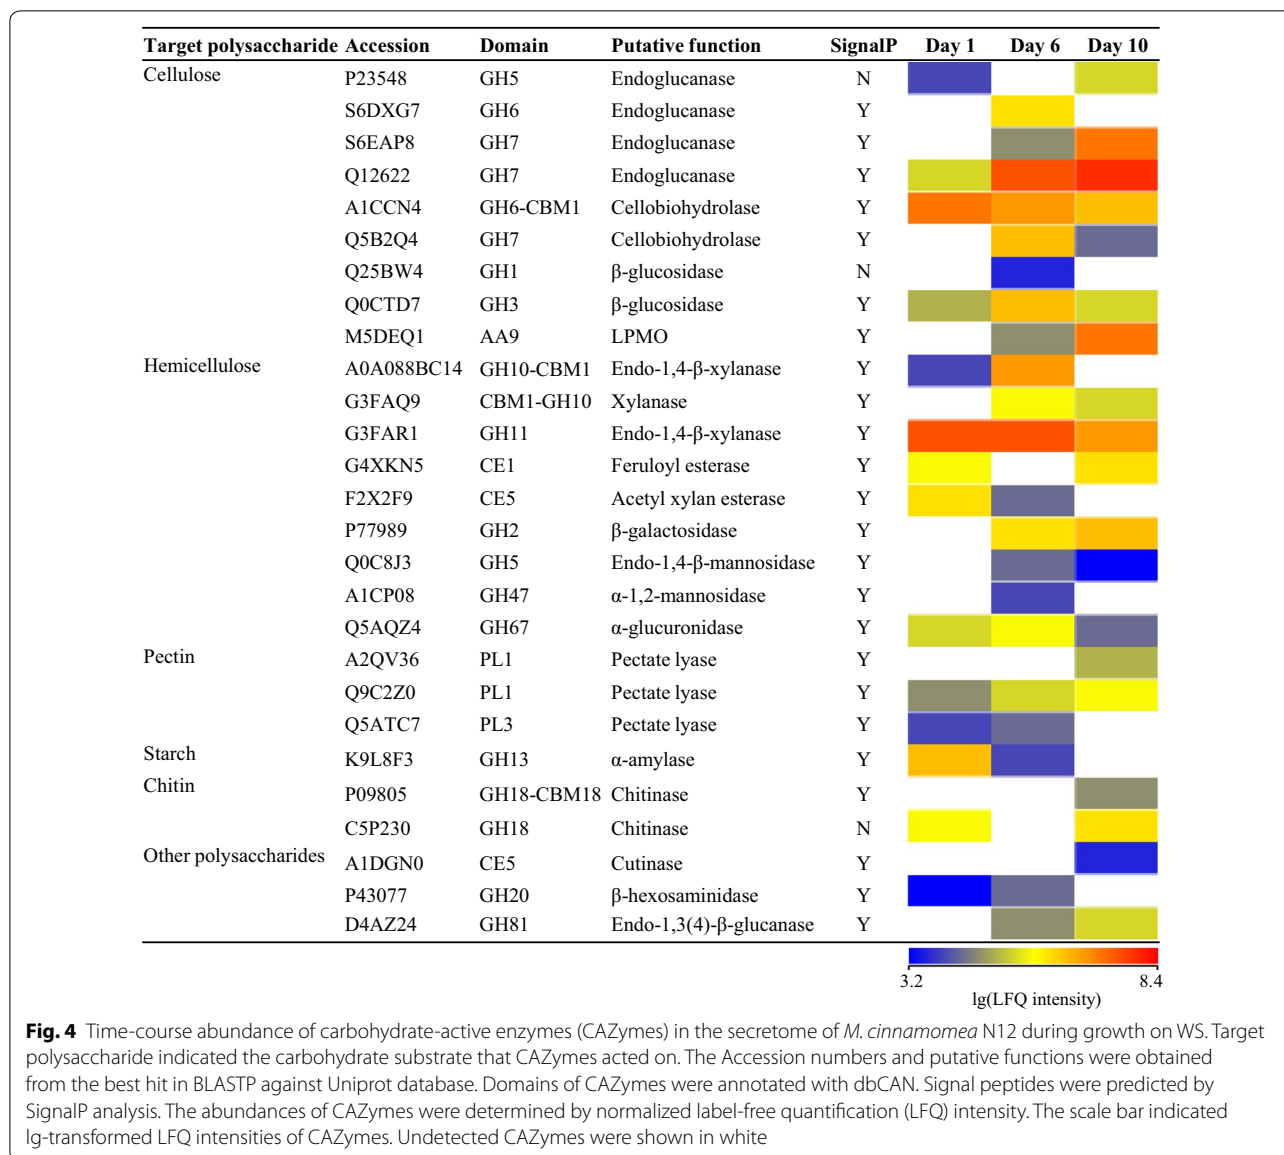 Target polysaccharide Accession Domain Putative function SignalP Day 1 Day 6 Day 10
Cellulose P23548 GH5 Endoglucanase N
S6DXG7 GH6 Endoglucanase Y
S6EAP8 GH7 Endoglucanase Y
Q12622 GH7 Endoglucanase Y
A1CCN4 GH6-CBM1 Cellobiohydrolase Y
Q5B2Q4 GH7 Cellobiohydrolase Y
Q25BW4 GH1 β-glucosidase N
Q0CTD7 GH3 β-glucosidase Y
M5DEQ1 AA9 LPMO Y
Hemicellulose A0A088BC14 GH10-CBM1 Endo-1,4-β-xylanase Y
G3FAQ9 CBM1-GH10 Xylanase Y
G3FAR1 GH11 Endo-1,4-β-xylanase Y
G4XKN5 CE1 Feruloyl esterase Y
F2X2F9 CE5 Acetyl xylan esterase Y
P77989 GH2 β-galactosidase Y
Q0C8J3 GH5 Endo-1,4-β-mannosidase Y
A1CP08 GH47 α-1,2-mannosidase Y
Q5AQZ4 GH67 α-glucuronidase Y
Pectin A2QV36 PL1 Pectate lyase Y
Q9C2Z0 PL1 Pectate lyase Y
Q5ATC7 PL3 Pectate lyase Y
Starch K9L8F3 GH13 α-amylase Y
Chitin P09805 GH18-CBM18 Chitinase Y
C5P230 GH18 Chitinase N
Other polysaccharides A1DGN0 CE5 Cutinase Y
P43077 GH20 β-hexosaminidase Y
D4AZ24 GH81 Endo-1,3(4)-β-glucanase Y
3.2 8.4
lg(LFQ intensity)
Fig. 4 Time-course abundance of carbohydrate-active enzymes (CAZymes) in the secretome of M. cinnamomea N12 during growth on WS. Target
polysaccharide indicated the carbohydrate substrate that CAZymes acted on. The Accession numbers and putative functions were obtained
from the best hit in BLASTP against Uniprot database. Domains of CAZymes were annotated with dbCAN. Signal peptides were predicted by
SignalP analysis. The abundances of CAZymes were determined by normalized label-free quantification (LFQ) intensity. The scale bar indicated
lg-transformed LFQ intensities of CAZymes. Undetected CAZymes were shown in white